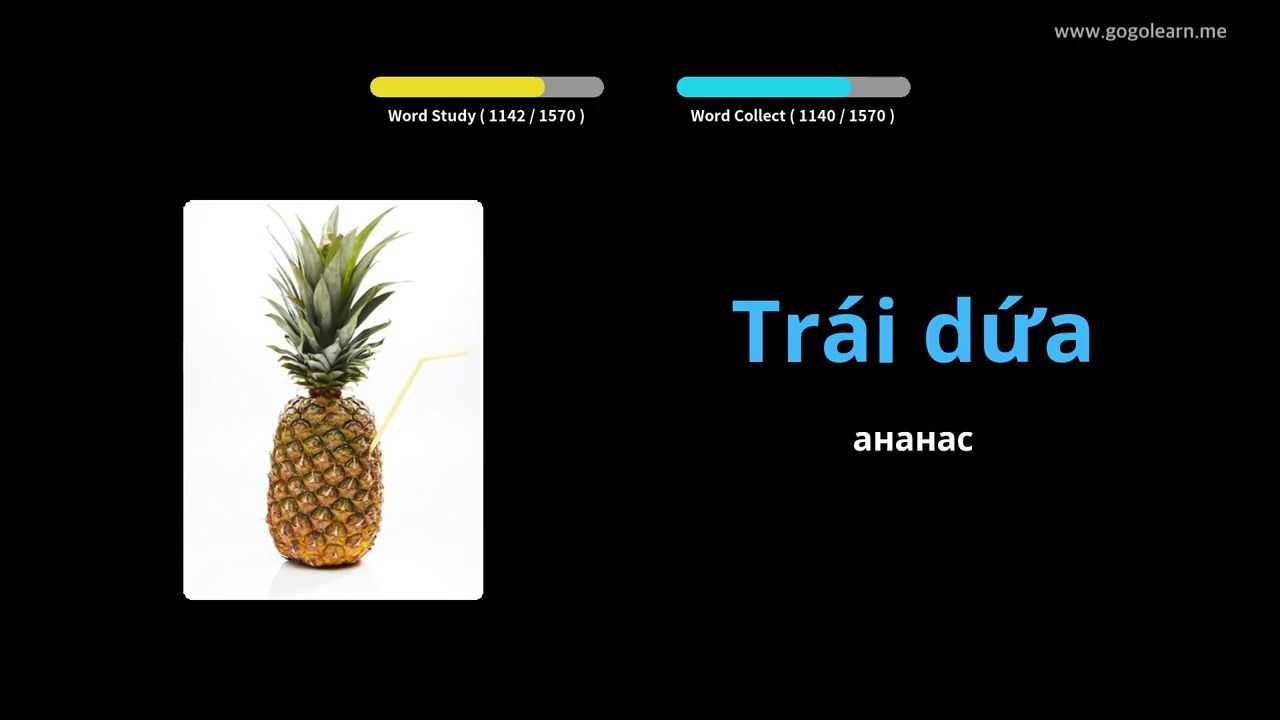 www.gogolearn.me
Word Study ( 1142 / 1570 )
Word Collect ( 1140 / 1570 )
Trái dứa
ананас